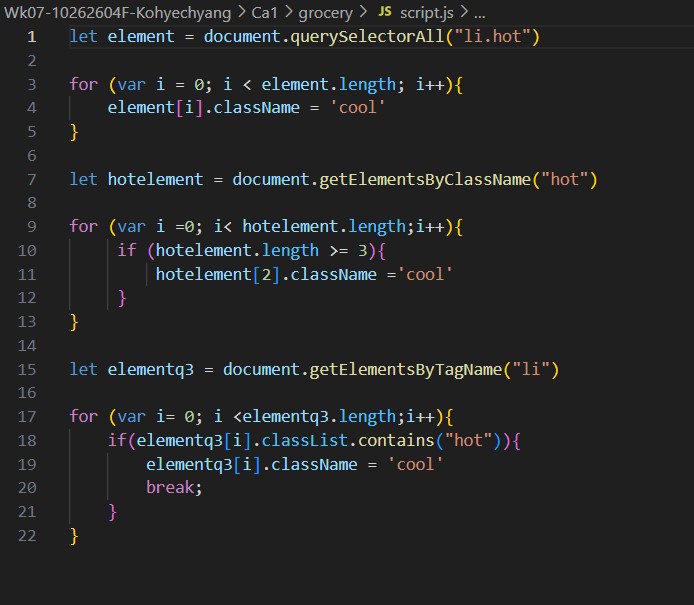 Wk07-10262604F-Kohyechyang > Ca1 > grocery > JS script.js > ...
1 let element = document.querySelectorAll("li.hot")
2
3 for (var i = 0; i < element.length; i++){
4 element[i].className = 'cool'
5 }
6
7 let hotelement = document.getElementsByClassName("hot")
8
9 for (var i =0; i< hotelement.length;i++){
10 if (hotelement.length >= 3){
11 hotelement[2].className ='cool'
12 }
13 }
14
15 let elementq3 = document.getElementsByTagName("li")
16
17 for (var i= 0; i <elementq3.length;i++){
18 if(elementq3[i].classList.contains("hot")){
19 elementq3[i].className = 'cool'
20 break;
21 }
22 }